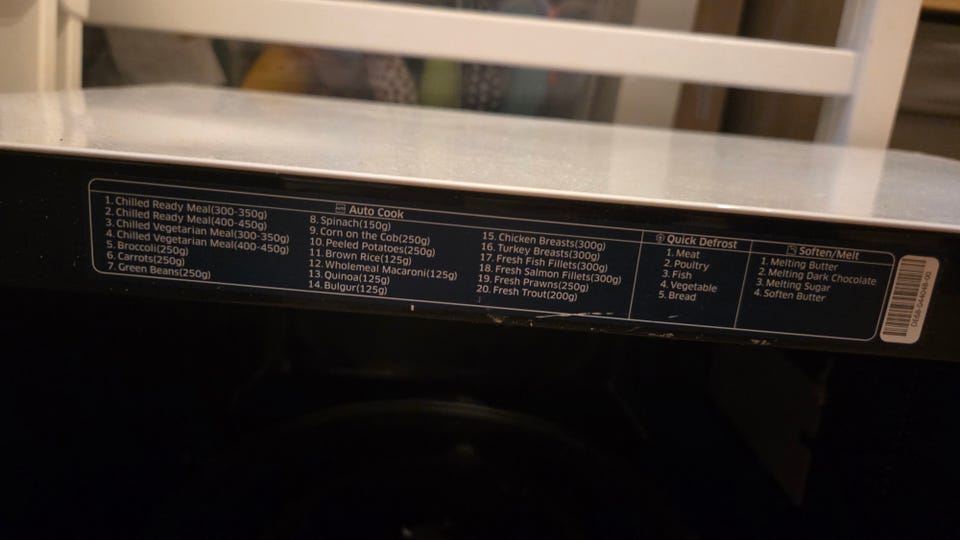 Auto Cook
1. Chilled Ready Meal(300-350g)
2. Chilled Ready Meal(400-450g)
3. Chilled Vegetarian Meal(300-350g)
4. Chilled Vegetarian Meal(400-450g)
5. Broccoli(250g)
6. Carrots(250g)
7. Green Beans(250g)
8. Spinach(150g)
9. Corn on the Cob(250g)
10. Peeled Potatoes(250g)
11. Brown Rice(125g)
12. Wholemeal Macaroni(125g)
13. Quinoa(125g)
14. Bulgur(125g)
15. Chicken Breasts(300g)
16. Turkey Breasts(300g)
17. Fresh Fish Fillets(300g)
18. Fresh Salmon Fillets(300g)
19. Fresh Prawns(250g)
20. Fresh Trout(200g)
Quick Defrost
1. Meat
2. Poultry
3. Fish
4. Vegetable
5. Bread
Soften/Melt
1. Melting Butter
2. Melting Dark Chocolate
3. Melting Sugar
4. Soften Butter